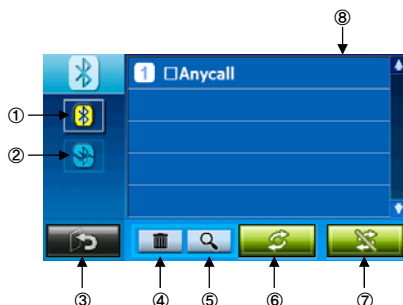 ⑧
1 □Anycall
①
②
③ ④ ⑤ ⑥ ⑦